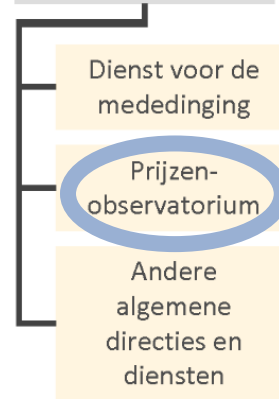 Dienst voor de
mededinging
Prijzen-
observatorium
Andere
algemene
directies en
diensten